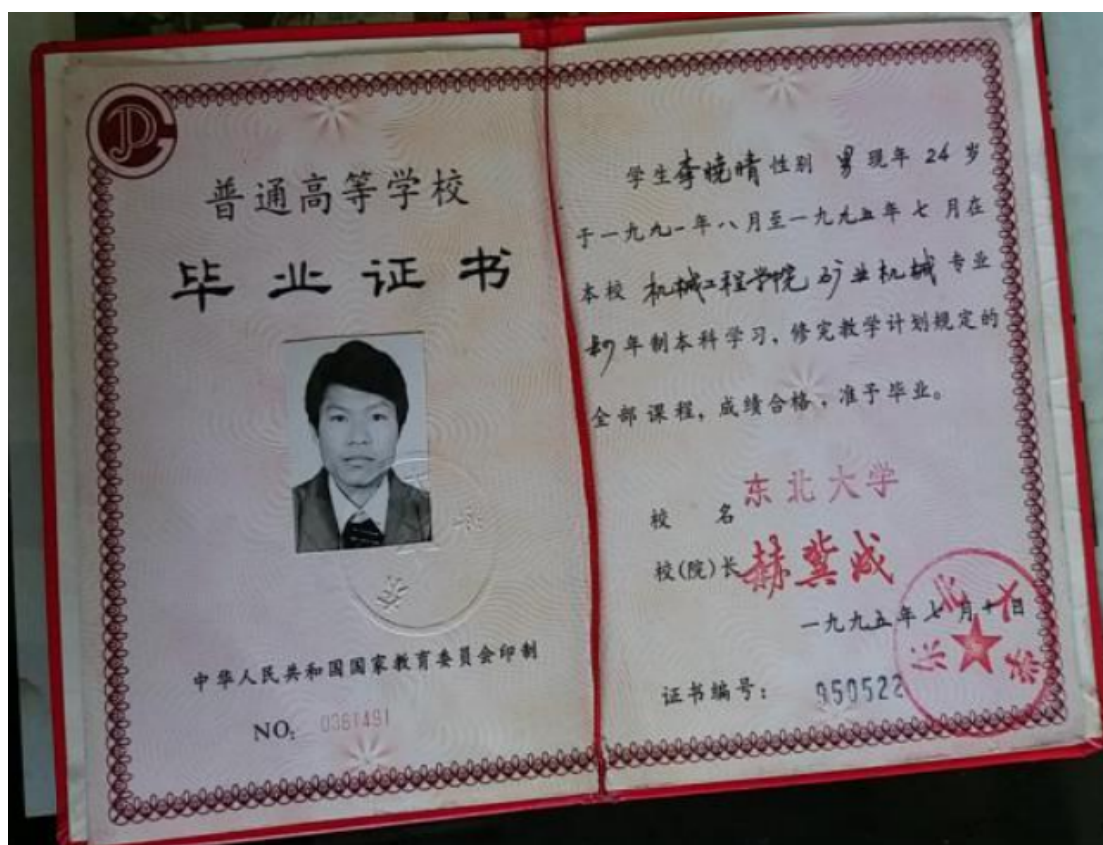 普通高等学校
毕业证书
中华人民共和国国家教育委员会印制
NO: 0361491
学生李晓晴性别 男 现年 24 岁
于一九九一年八月至一九九五年七月在
本校 机械工程学院矿业机械 专业
四年制本科学习，修完教学计划规定的
全部课程，成绩合格，准予毕业。
校 名 东北大学
校(院)长 赫冀成
一九九五年七月十日
证书编号： 950522
东北大学